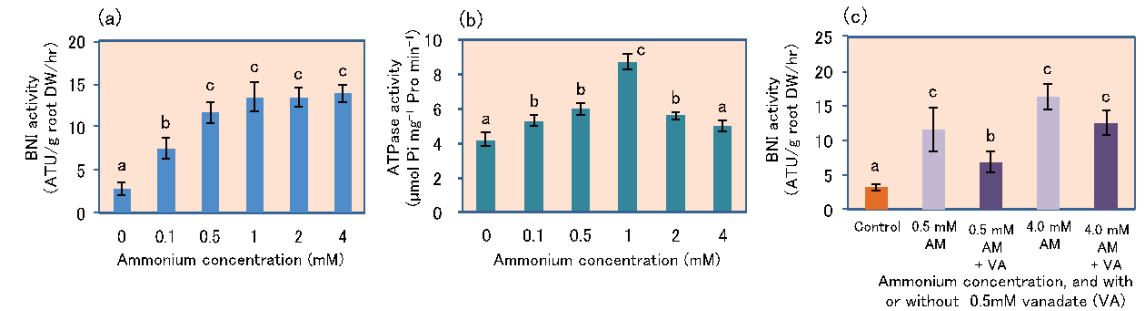 (a)
BNI activity
(ATU/g root DW/hr)
20
15
10
5
0
a
b
c
c
c
c
0 0.1 0.5 1 2 4
Ammonium concentration (mM)
(b)
ATPase activity
(μmol Pi mg⁻¹ Pro min⁻¹)
10
8
6
4
2
0
a
b
b
c
b
a
0 0.1 0.5 1 2 4
Ammonium concentration (mM)
(c)
BNI activity
(ATU/g root DW/hr)
25
20
15
10
5
0
a
c
b
c
c
Control
0.5 mM
AM
0.5 mM
AM
+ VA
4.0 mM
AM
4.0 mM
AM
+ VA
Ammonium concentration, and with
or without 0.5mM vanadate (VA)